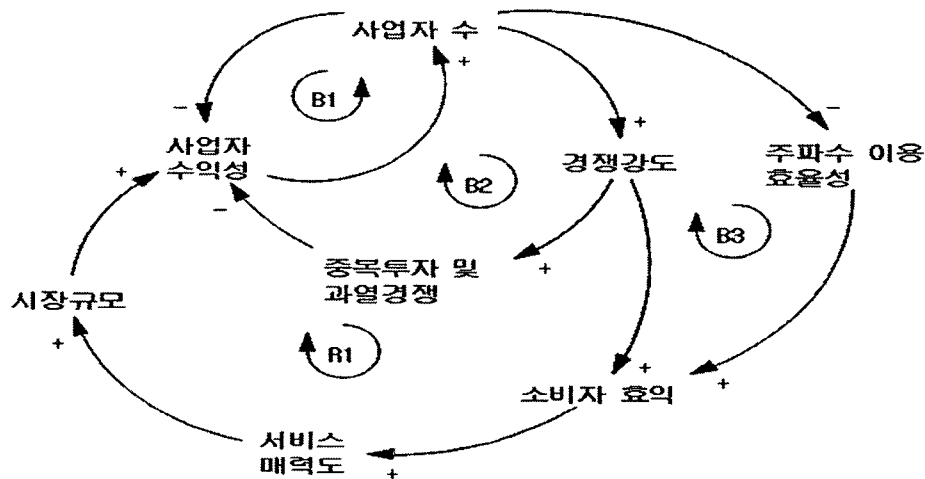 사업자 수
+
B1
−
+
−
사업자
수익성
+
경쟁강도
주파수 이용
효율성
B2
−
B3
중복투자 및
과열경쟁
+
시장규모
+
R1
+
+
소비자 효익
서비스
매력도
+